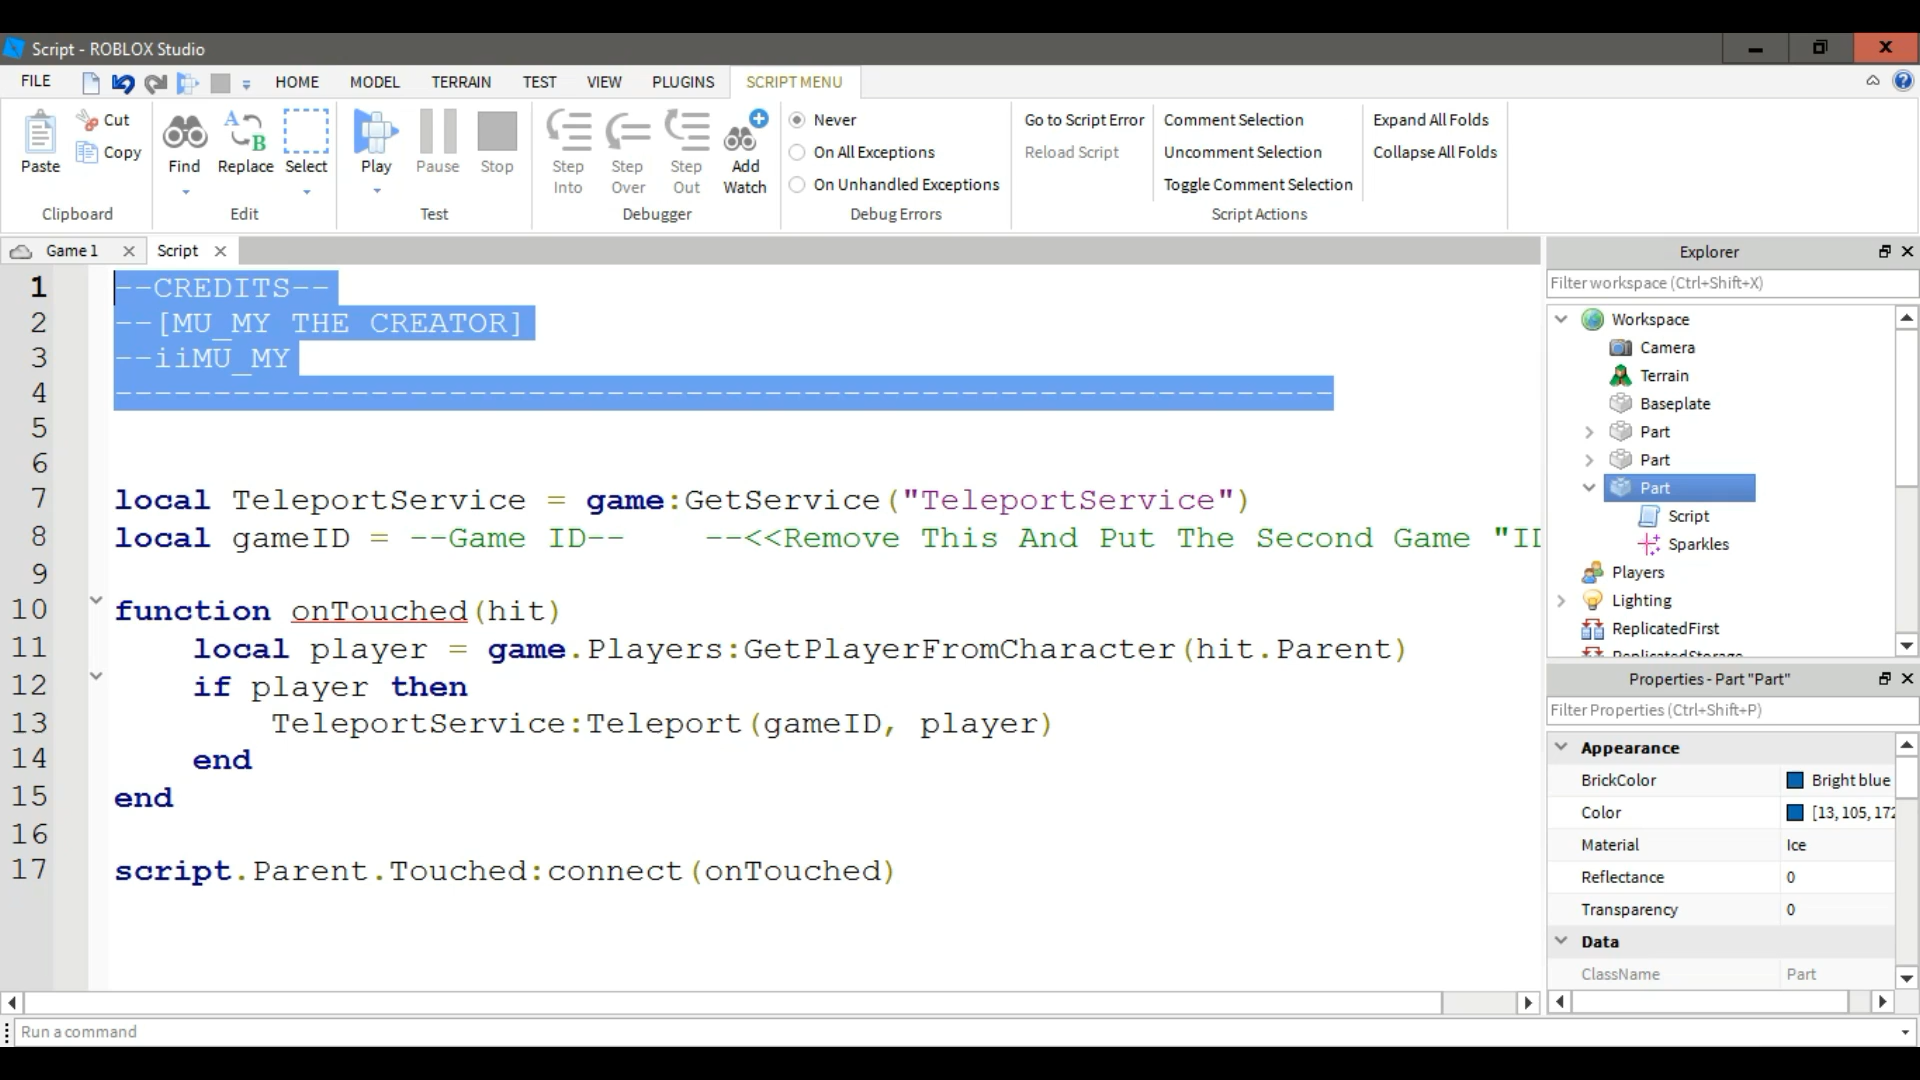 Script - ROBLOX Studio
FILE HOME MODEL TERRAIN TEST VIEW PLUGINS SCRIPT MENU
Paste
Cut
Copy
Clipboard
Find
Replace
Select
Edit
Play
Pause
Stop
Test
Step Into
Step Over
Step Out
Add Watch
Debugger
Never
On All Exceptions
On Unhandled Exceptions
Debug Errors
Go to Script Error
Reload Script
Comment Selection
Uncomment Selection
Toggle Comment Selection
Expand All Folds
Collapse All Folds
Script Actions
Game 1
Script
1 --CREDITS--
2 --[MU_MY THE CREATOR]
3 --iiMU_MY
4 --------------------------------------------------------------
5
6
7 local TeleportService = game:GetService("TeleportService")
8 local gameID = --Game ID-- --<<Remove This And Put The Second Game "ID
9
10 function onTouched(hit)
11 local player = game.Players:GetPlayerFromCharacter(hit.Parent)
12 if player then
13 TeleportService:Teleport(gameID, player)
14 end
15 end
16
17 script.Parent.Touched:connect(onTouched)
Explorer
Filter workspace (Ctrl+Shift+X)
Workspace
Camera
Terrain
Baseplate
Part
Part
Part
Script
Sparkles
Players
Lighting
ReplicatedFirst
ReplicatedStorage
Properties - Part "Part"
Filter Properties (Ctrl+Shift+P)
Appearance
BrickColor Bright blue
Color [13, 105, 172
Material Ice
Reflectance 0
Transparency 0
Data
ClassName Part
Run a command